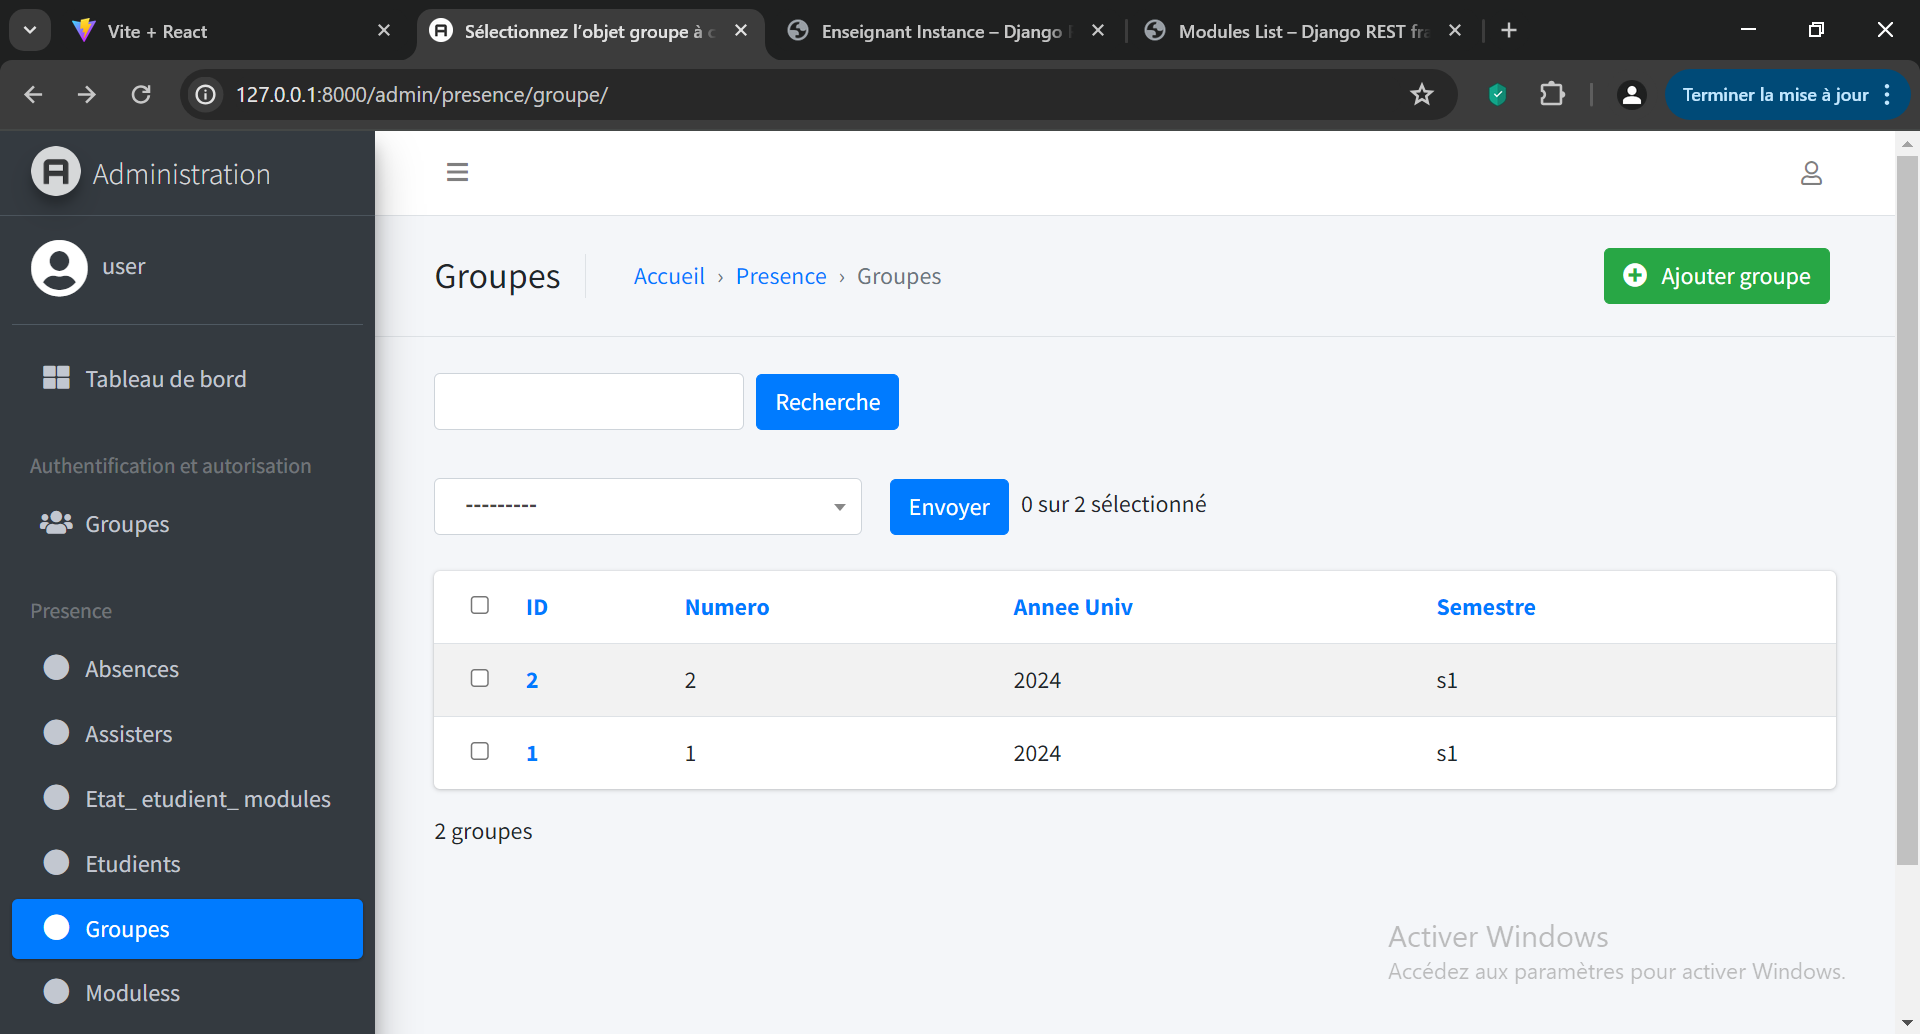 Vite + React
Sélectionnez l’objet groupe à c
Enseignant Instance – Django R
Modules List – Django REST fra
127.0.0.1:8000/admin/presence/groupe/
Terminer la mise à jour
Administration
user
Tableau de bord
Authentification et autorisation
Groupes
Presence
Absences
Assisters
Etat_ etudient_ modules
Etudients
Groupes
Moduless
Groupes
Accueil › Presence › Groupes
Ajouter groupe
Recherche
---------
Envoyer
0 sur 2 sélectionné
ID Numero Annee Univ Semestre
2 2 2024 s1
1 1 2024 s1
2 groupes
Activer Windows
Accédez aux paramètres pour activer Windows.